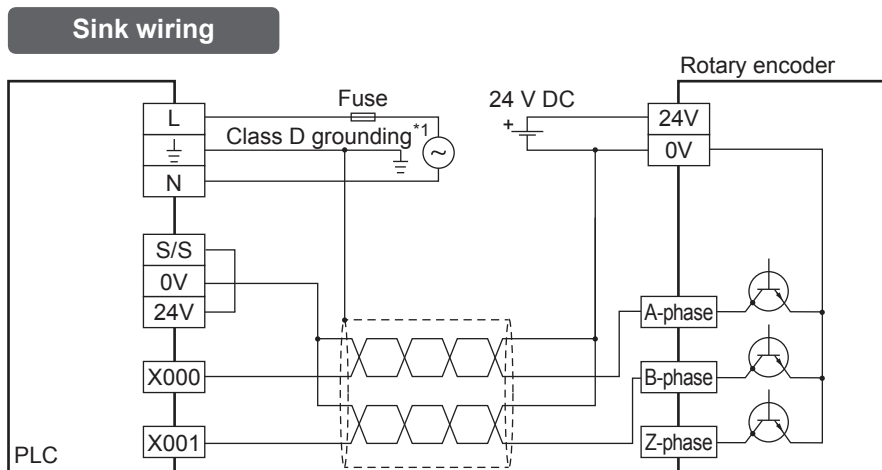 Sink wiring
Rotary encoder
Fuse
24 V DC
L
24V
+
Class D grounding*1
0V
~
N
S/S
0V
24V
A-phase
X000
B-phase
X001
Z-phase
PLC